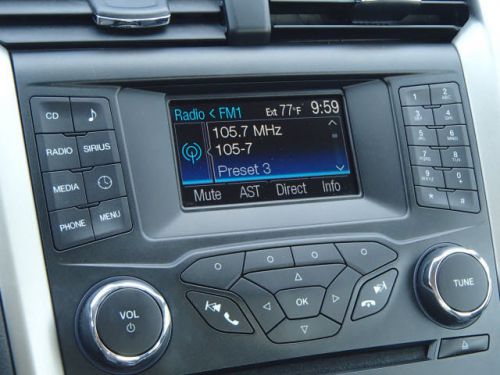 Radio < FM1 Ext 77°F 9:59
105.7 MHz
105-7
Preset 3
Mute AST Direct Info
CD
RADIO SIRIUS
MEDIA
PHONE MENU
1 2
3 4
5 6
7 8
9 0
* #
VOL
OK
TUNE